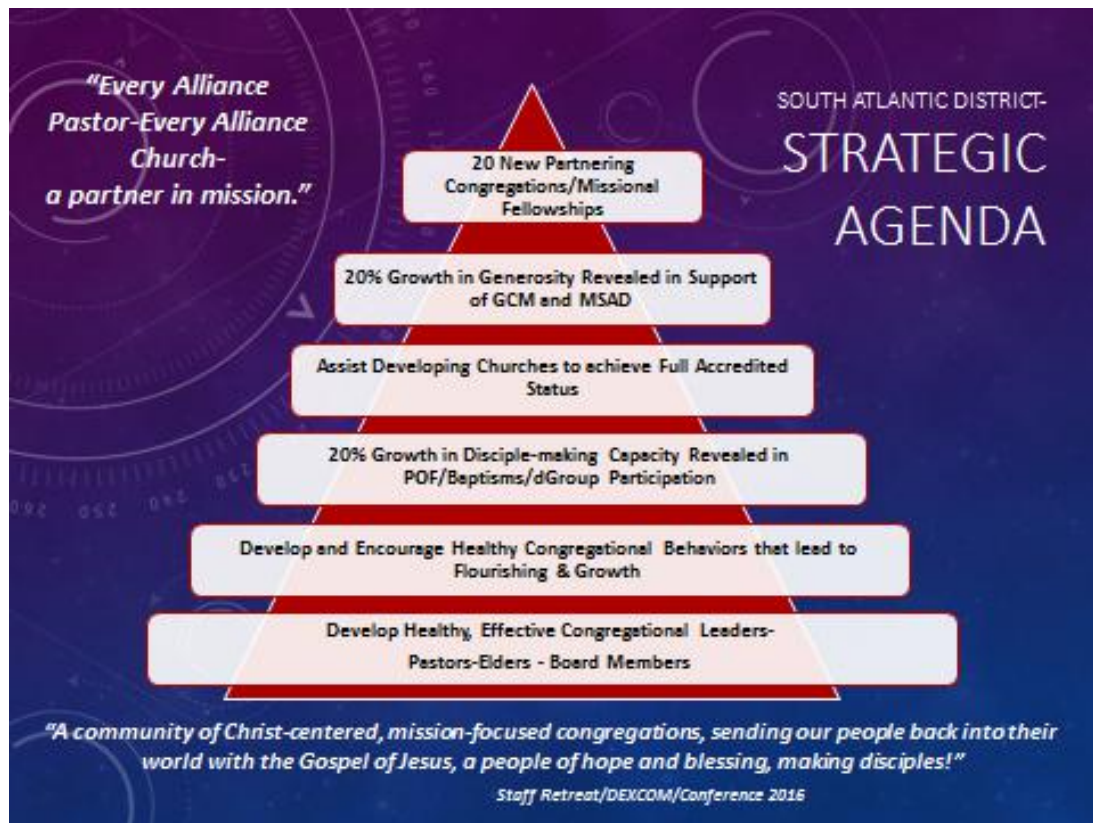 “Every Alliance
Pastor-Every Alliance
Church-
a partner in mission.”
SOUTH ATLANTIC DISTRICT-
STRATEGIC
AGENDA
20 New Partnering
Congregations/Missional
Fellowships
20% Growth in Generosity Revealed in Support
of GCM and MSAD
Assist Developing Churches to achieve Full Accredited
Status
20% Growth in Disciple-making Capacity Revealed in
POF/Baptisms/dGroup Participation
Develop and Encourage Healthy Congregational Behaviors that lead to
Flourishing & Growth
Develop Healthy, Effective Congregational Leaders-
Pastors-Elders - Board Members
“A community of Christ-centered, mission-focused congregations, sending our people back into their
world with the Gospel of Jesus, a people of hope and blessing, making disciples!”
Staff Retreat/DEXCOM/Conference 2016
260
250
240
230